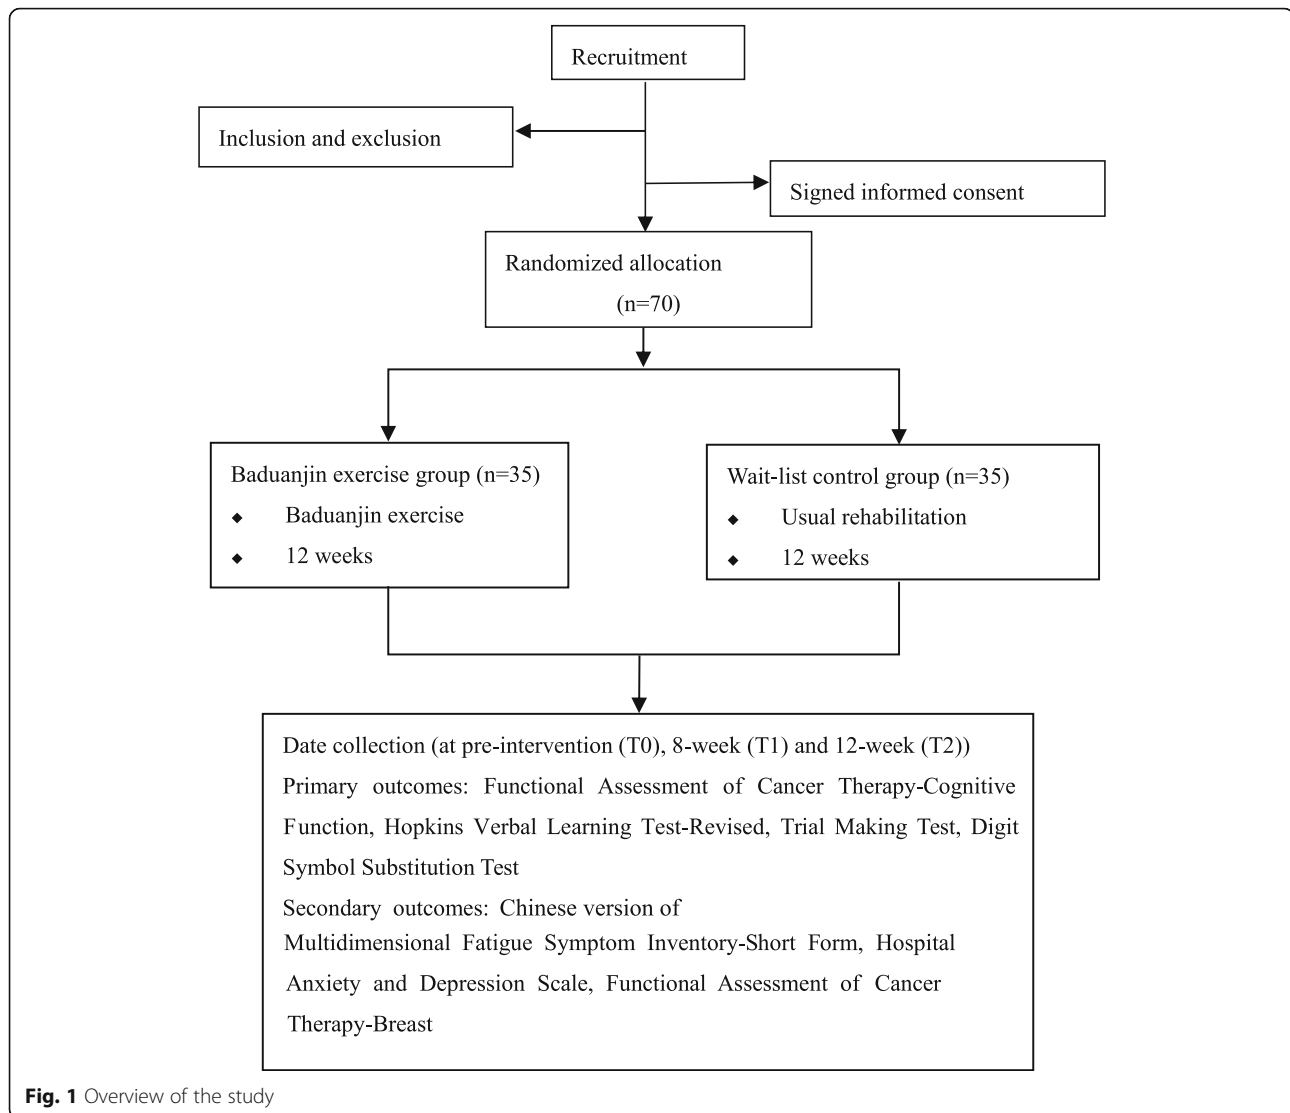 Recruitment
Inclusion and exclusion
Signed informed consent
Randomized allocation
(n=70)
Baduanjin exercise group (n=35)
◆ Baduanjin exercise
◆ 12 weeks
Wait-list control group (n=35)
◆ Usual rehabilitation
◆ 12 weeks
Date collection (at pre-intervention (T0), 8-week (T1) and 12-week (T2))
Primary outcomes: Functional Assessment of Cancer Therapy-Cognitive
Function, Hopkins Verbal Learning Test-Revised, Trial Making Test, Digit
Symbol Substitution Test
Secondary outcomes: Chinese version of
Multidimensional Fatigue Symptom Inventory-Short Form, Hospital
Anxiety and Depression Scale, Functional Assessment of Cancer
Therapy-Breast
Fig. 1 Overview of the study